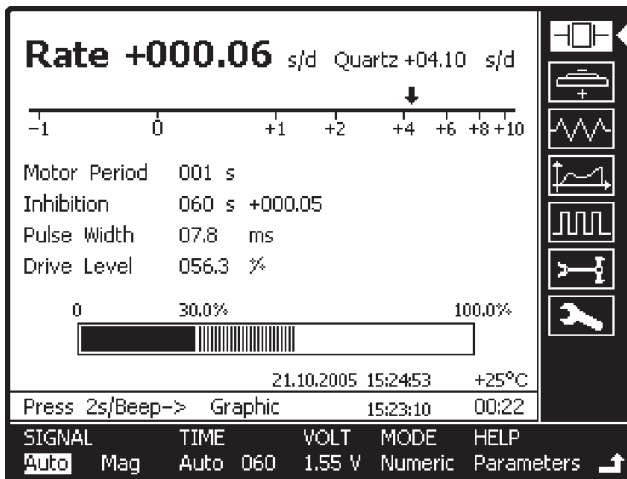 Rate +000.06 s/d Quartz +04.10 s/d
-1 0 +1 +2 +4 +6 +8 +10
Motor Period 001 s
Inhibition 060 s +000.05
Pulse Width 07.8 ms
Drive Level 056.3 %
0 30.0% 100.0%
21.10.2005 15:24:53 +25°C
Press 2s/Beep-> Graphic 15:23:10 00:22
SIGNAL TIME VOLT MODE HELP
Auto Mag Auto 060 1.55 V Numeric Parameters